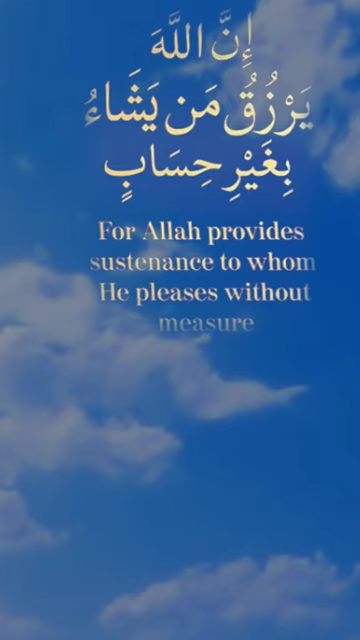 إِنَّ اللَّهَ
يَرْزُقُ مَن يَشَاءُ
بِغَيْرِ حِسَابٍ
For Allah provides
sustenance to whom
He pleases without
measure